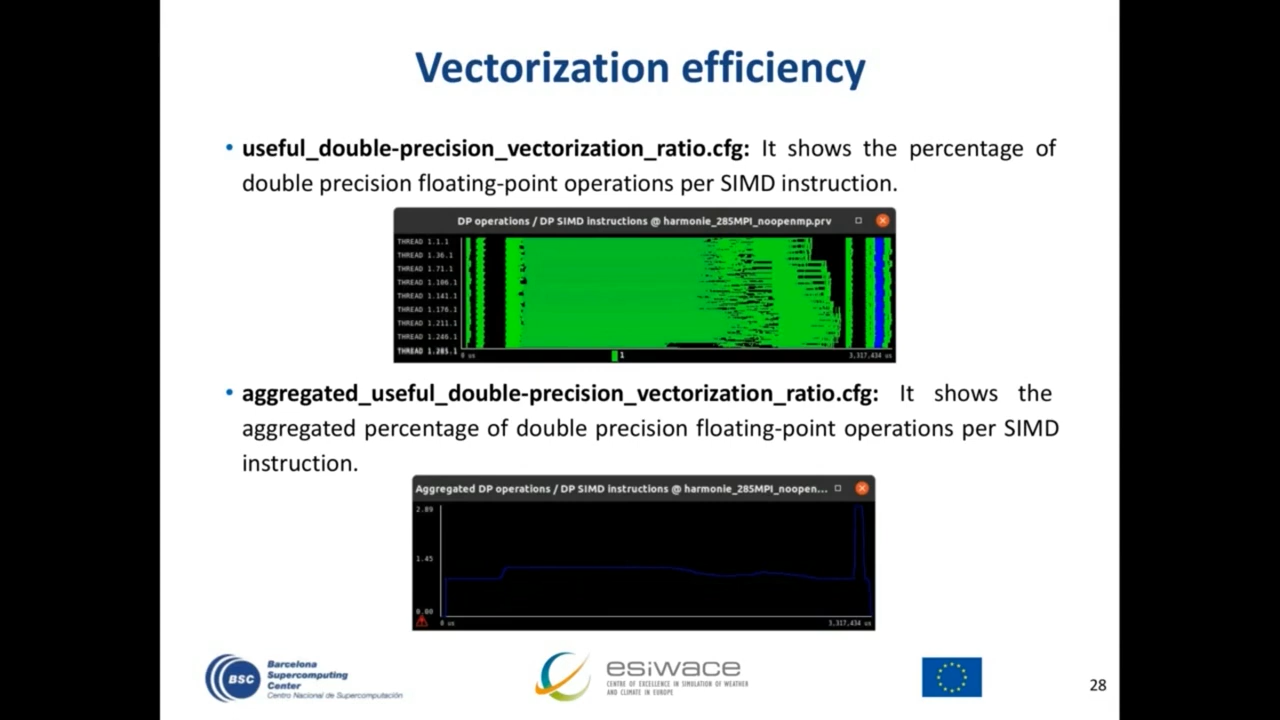 Vectorization efficiency
• useful_double-precision_vectorization_ratio.cfg: It shows the percentage of
double precision floating-point operations per SIMD instruction.
DP operations / DP SIMD instructions @ harmonie_285MPI_noopenmp.prv
THREAD 1.1.1
THREAD 1.36.1
THREAD 1.71.1
THREAD 1.106.1
THREAD 1.141.1
THREAD 1.176.1
THREAD 1.211.1
THREAD 1.246.1
THREAD 1.285.1
0 us
1
3,317,434 us
• aggregated_useful_double-precision_vectorization_ratio.cfg: It shows the
aggregated percentage of double precision floating-point operations per SIMD
instruction.
Aggregated DP operations / DP SIMD instructions @ harmonie_285MPI_noopen...
2.89
1.45
0.00
0 us
3,317,434 us
BSC
Barcelona
Supercomputing
Center
Centro Nacional de Supercomputación
esiwace
CENTRE OF EXCELLENCE IN SIMULATION OF WEATHER
AND CLIMATE IN EUROPE
28